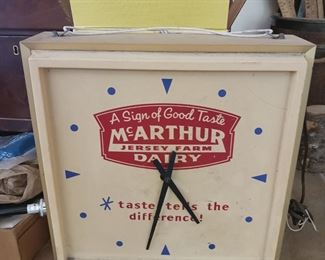 A Sign of Good Taste
McARTHUR
JERSEY FARM
DAIRY
* taste tells the
difference!